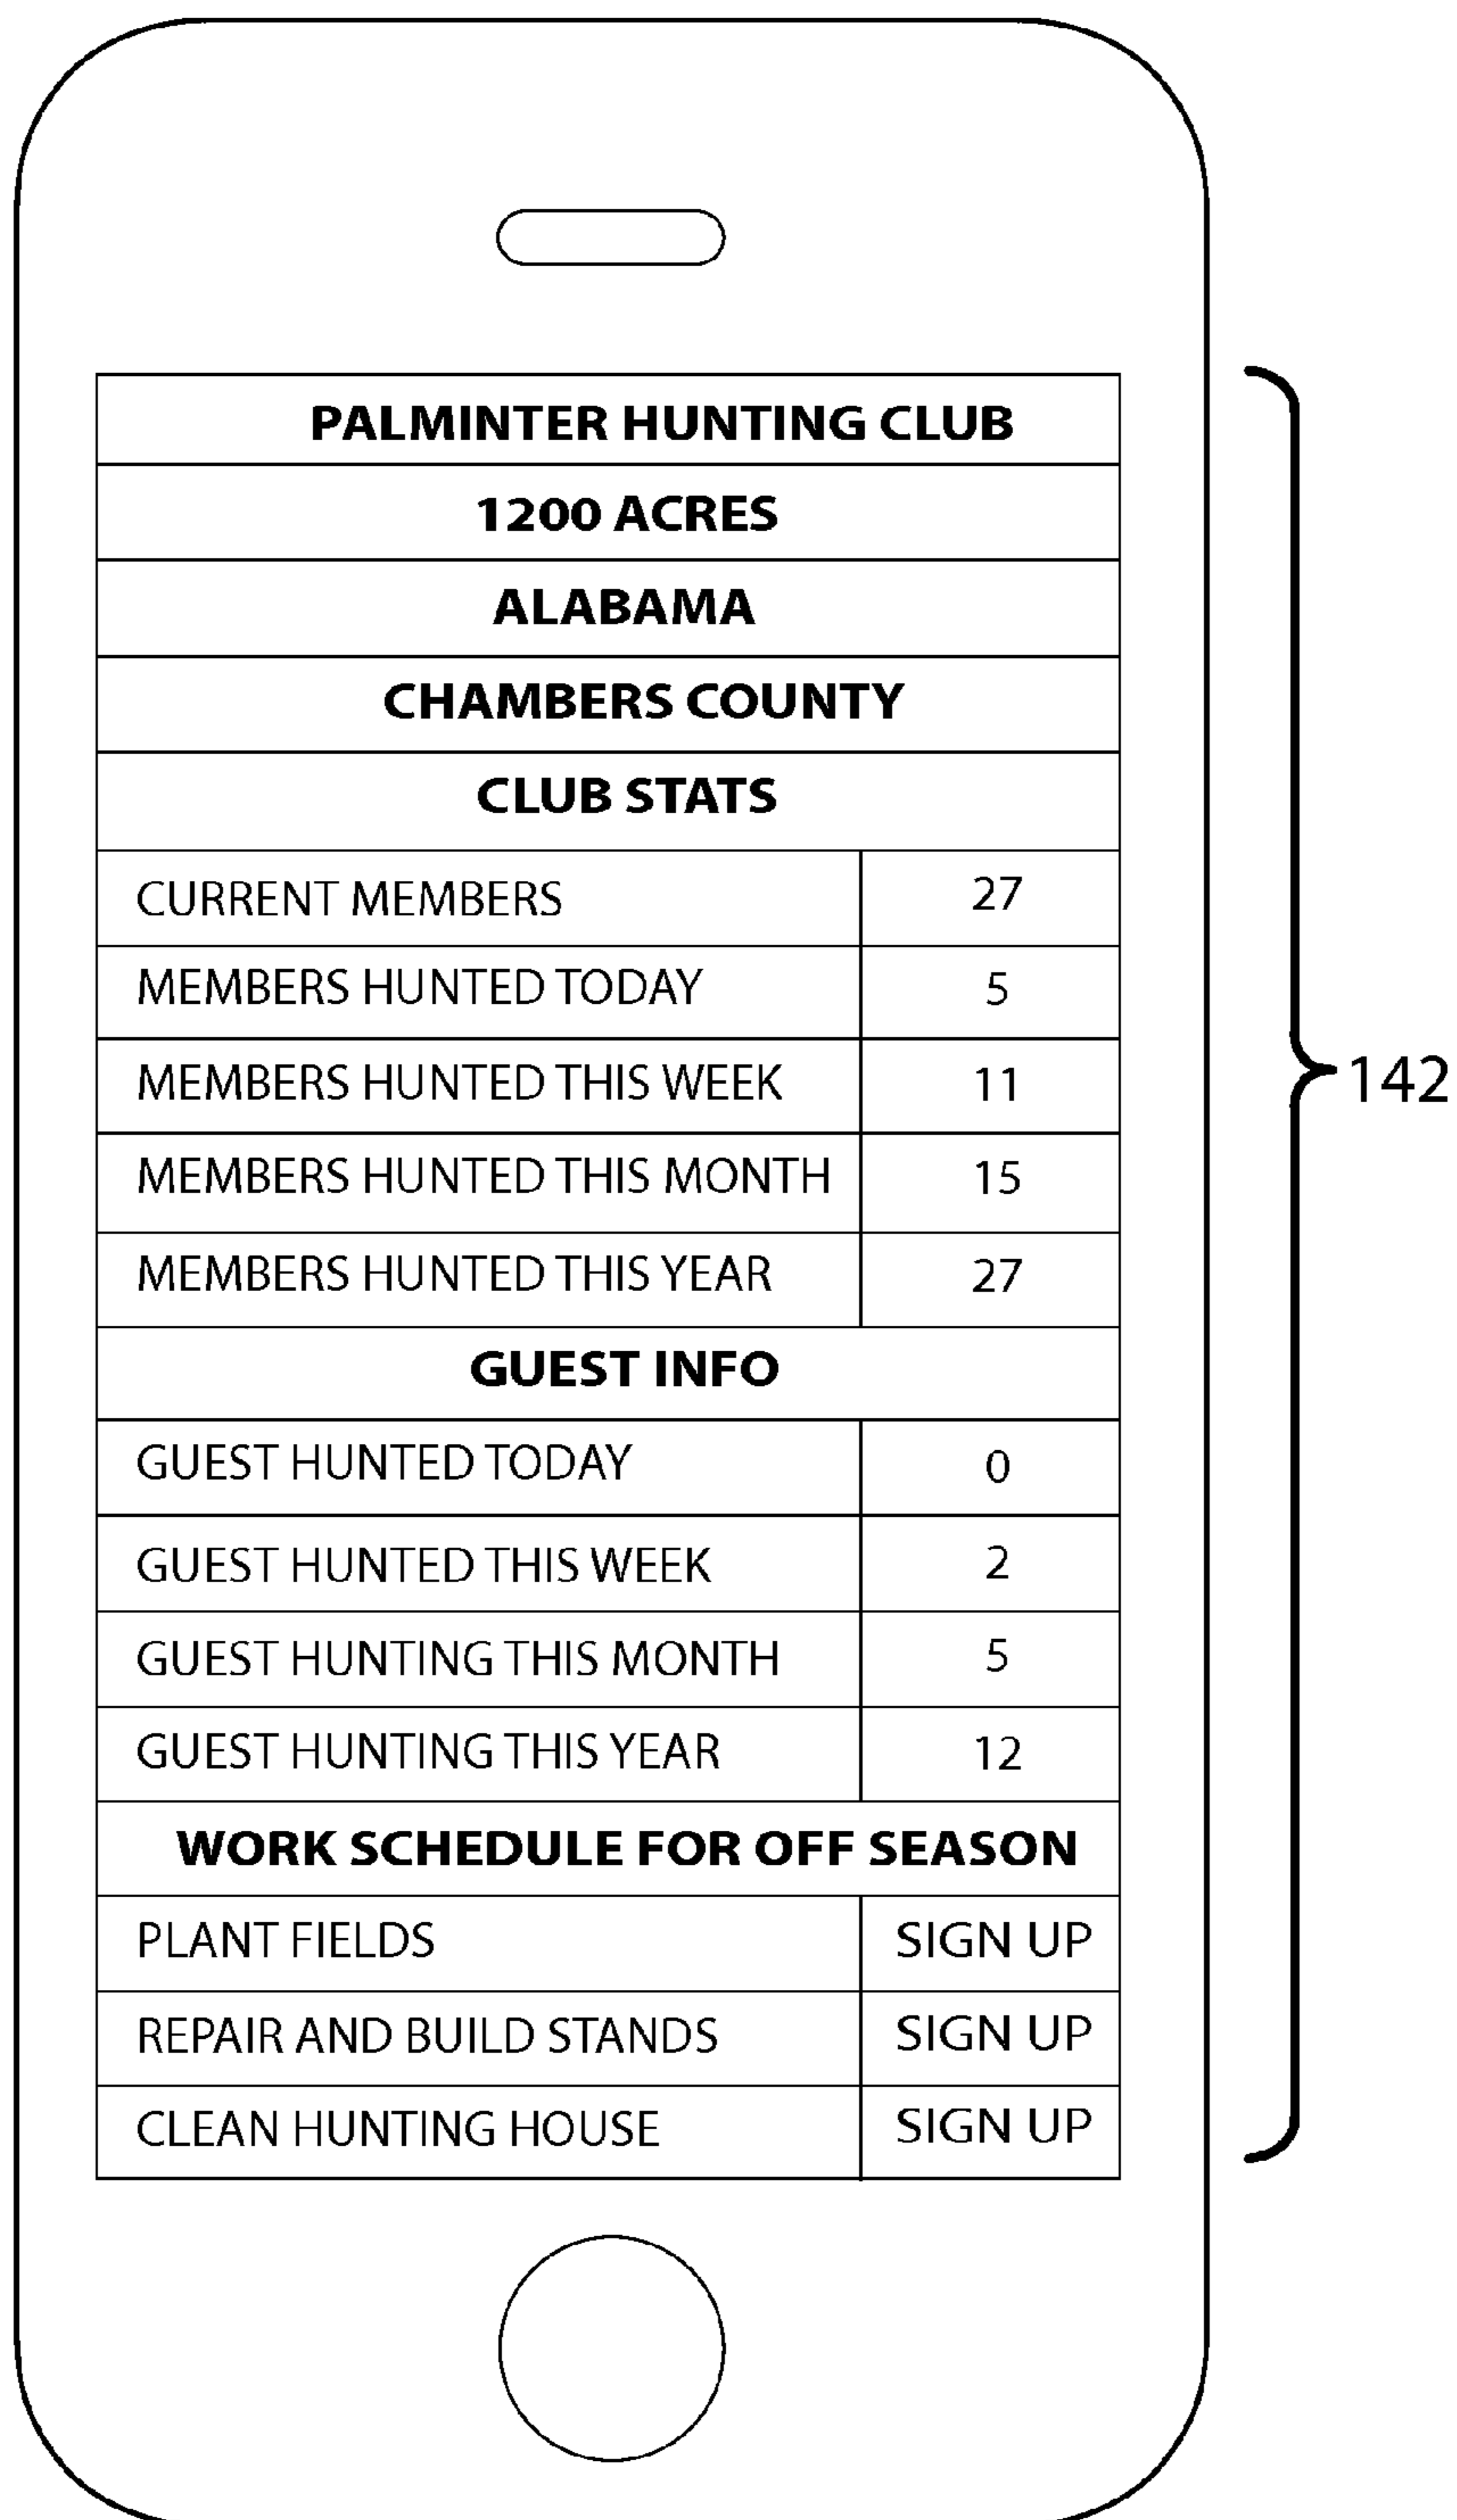 PALMINTER HUNTING CLUB
1200 ACRES
ALABAMA
CHAMBERS COUNTY
CLUB STATS
CURRENT MEMBERS 27
MEMBERS HUNTED TODAY 5
MEMBERS HUNTED THIS WEEK 11
MEMBERS HUNTED THIS MONTH 15
MEMBERS HUNTED THIS YEAR 27
GUEST INFO
GUEST HUNTED TODAY 0
GUEST HUNTED THIS WEEK 2
GUEST HUNTING THIS MONTH 5
GUEST HUNTING THIS YEAR 12
WORK SCHEDULE FOR OFF SEASON
PLANT FIELDS SIGN UP
REPAIR AND BUILD STANDS SIGN UP
CLEAN HUNTING HOUSE SIGN UP
142